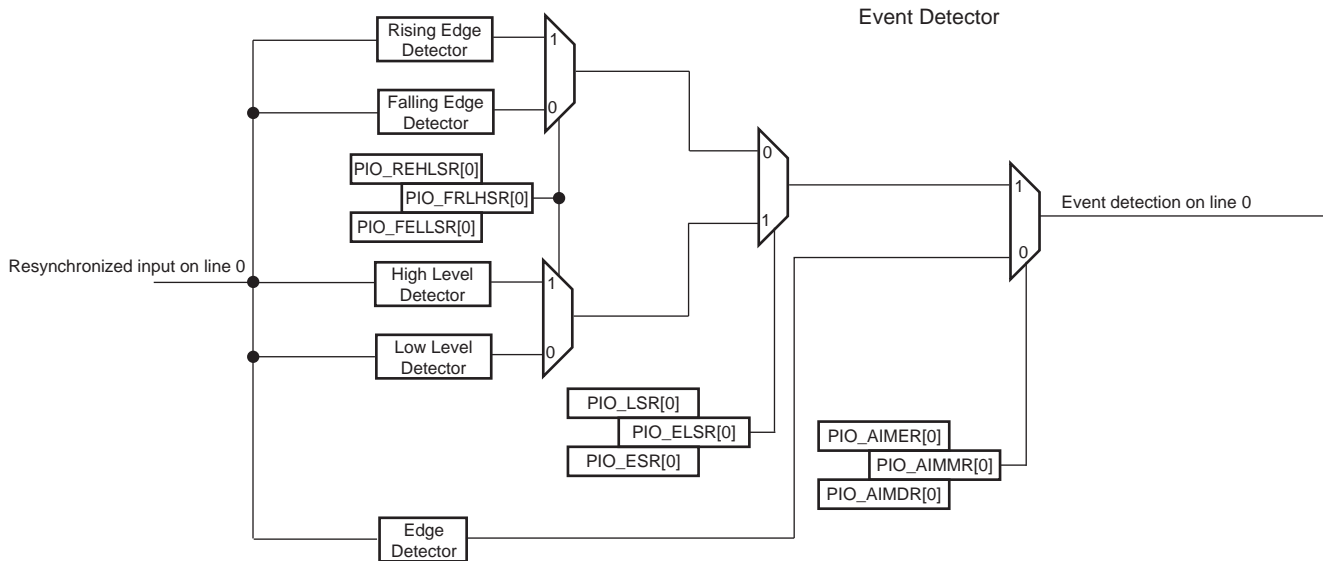 Event Detector
Rising Edge
Detector
1
Falling Edge
Detector
0
PIO_REHLSR[0]
PIO_FRLHSR[0]
PIO_FELLSR[0]
0
1
1
0
Event detection on line 0
Resynchronized input on line 0
High Level
Detector
1
Low Level
Detector
0
PIO_LSR[0]
PIO_ELSR[0]
PIO_ESR[0]
PIO_AIMER[0]
PIO_AIMMR[0]
PIO_AIMDR[0]
Edge
Detector